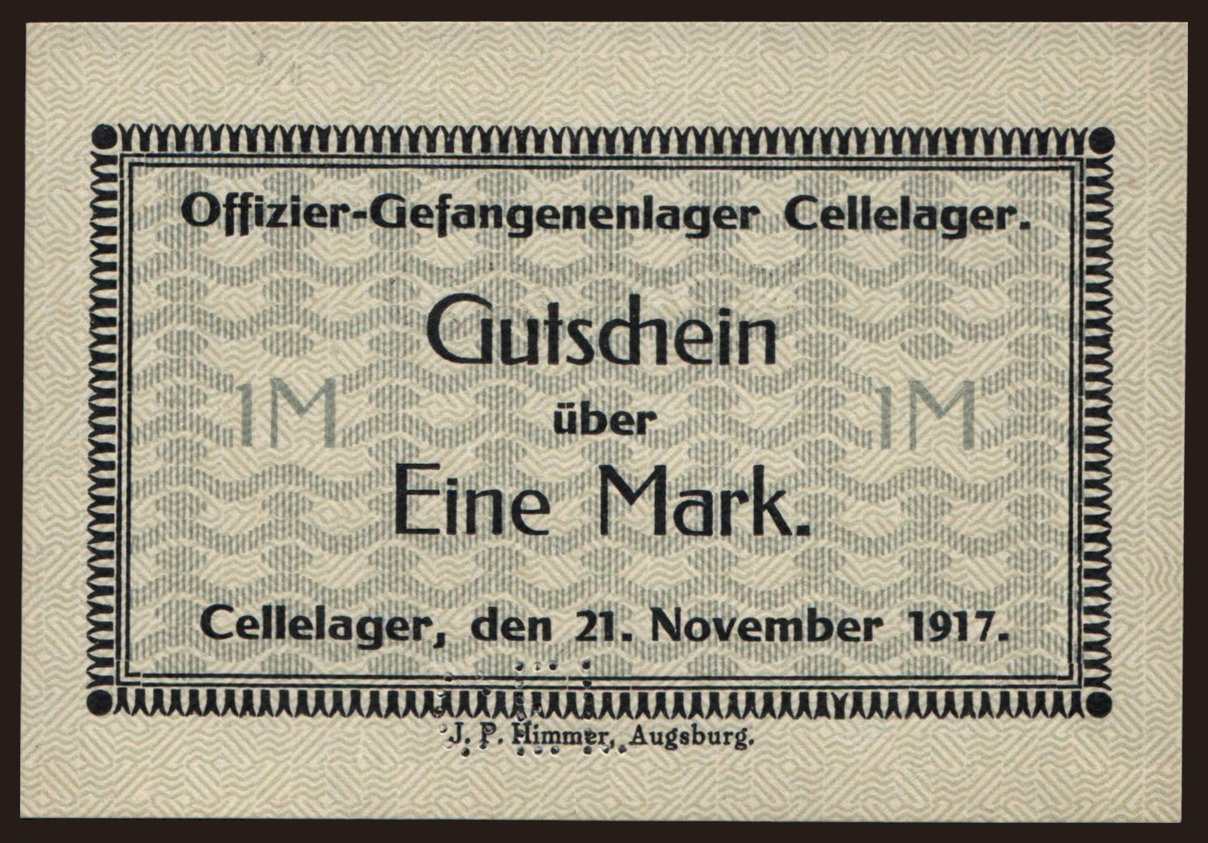 Offizier-Gefangenenlager Cellelager.
Gutschein
1M über 1M
Eine Mark.
Cellelager, den 21. November 1917.
J. P. Himmer, Augsburg.